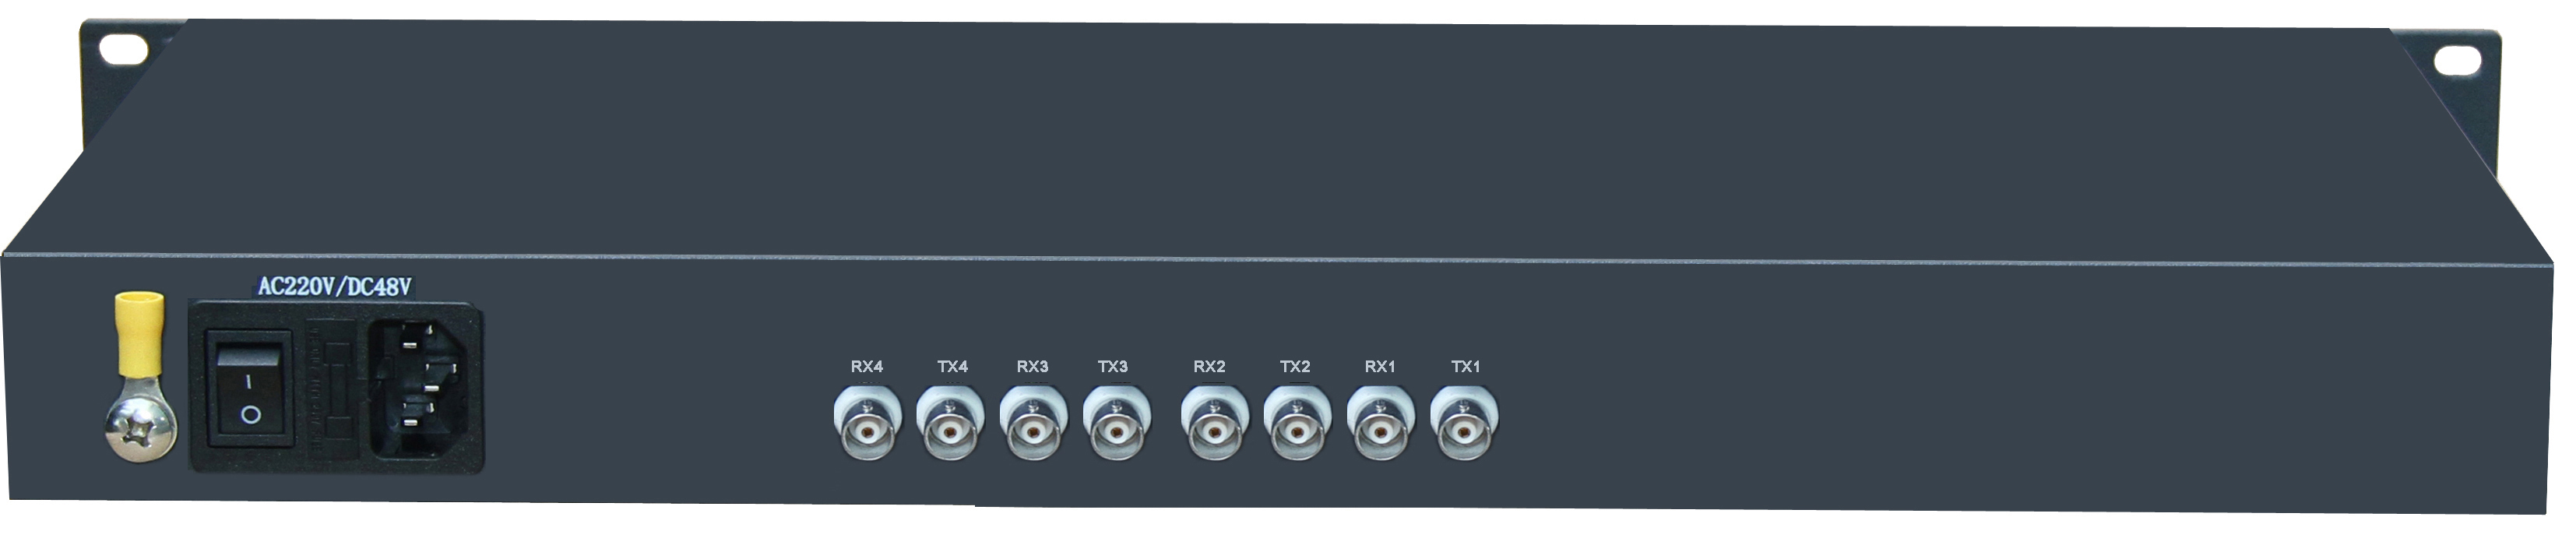 AC220V/DC48V
RX4 TX4 RX3 TX3 RX2 TX2 RX1 TX1